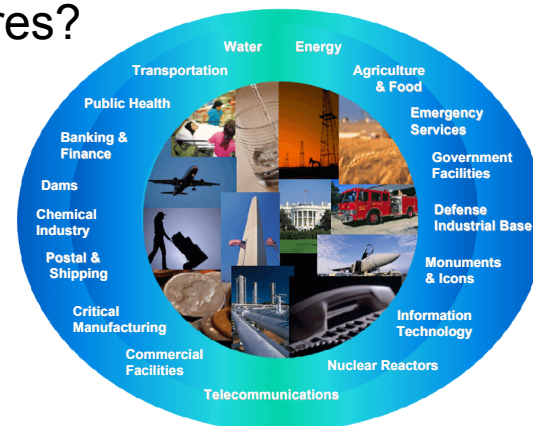 res?
Water
Energy
Transportation
Agriculture
& Food
Public Health
Emergency
Services
Banking &
Finance
Government
Facilities
Dams
Defense
Industrial Base
Chemical
Industry
Monuments
& Icons
Postal &
Shipping
Information
Technology
Critical
Manufacturing
Nuclear Reactors
Commercial
Facilities
Telecommunications